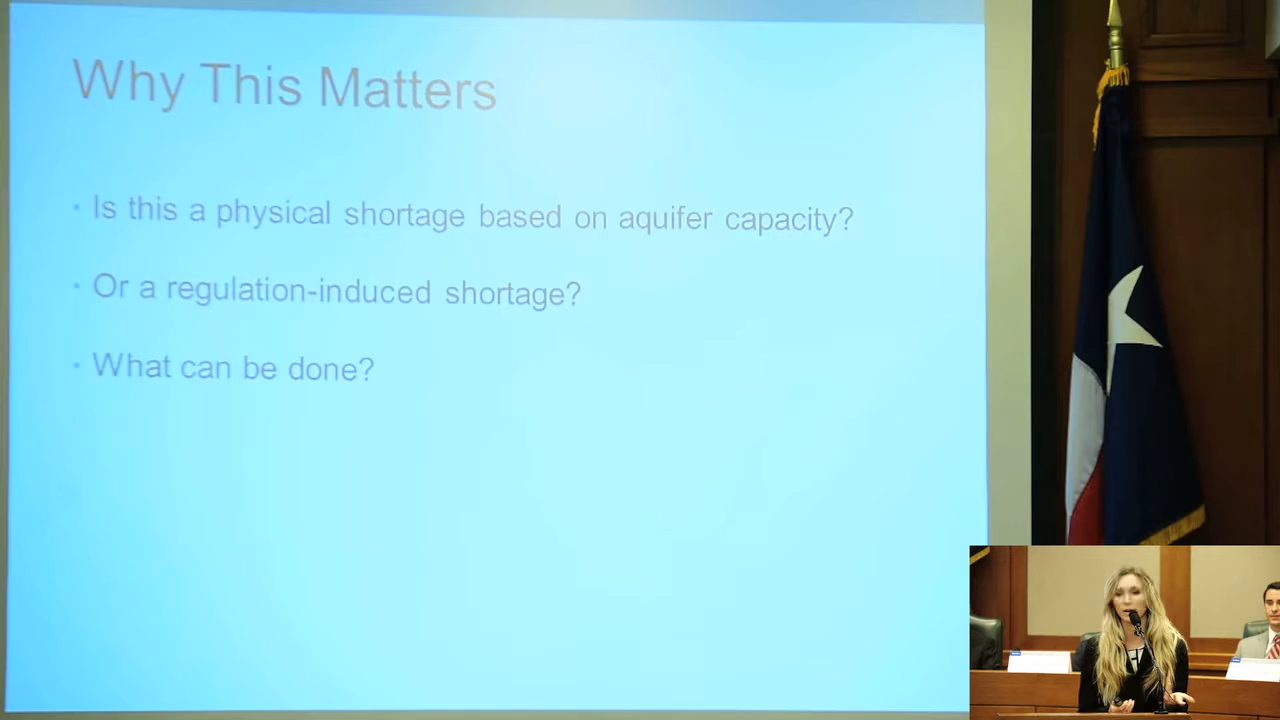 Why This Matters
• Is this a physical shortage based on aquifer capacity?
• Or a regulation-induced shortage?
• What can be done?